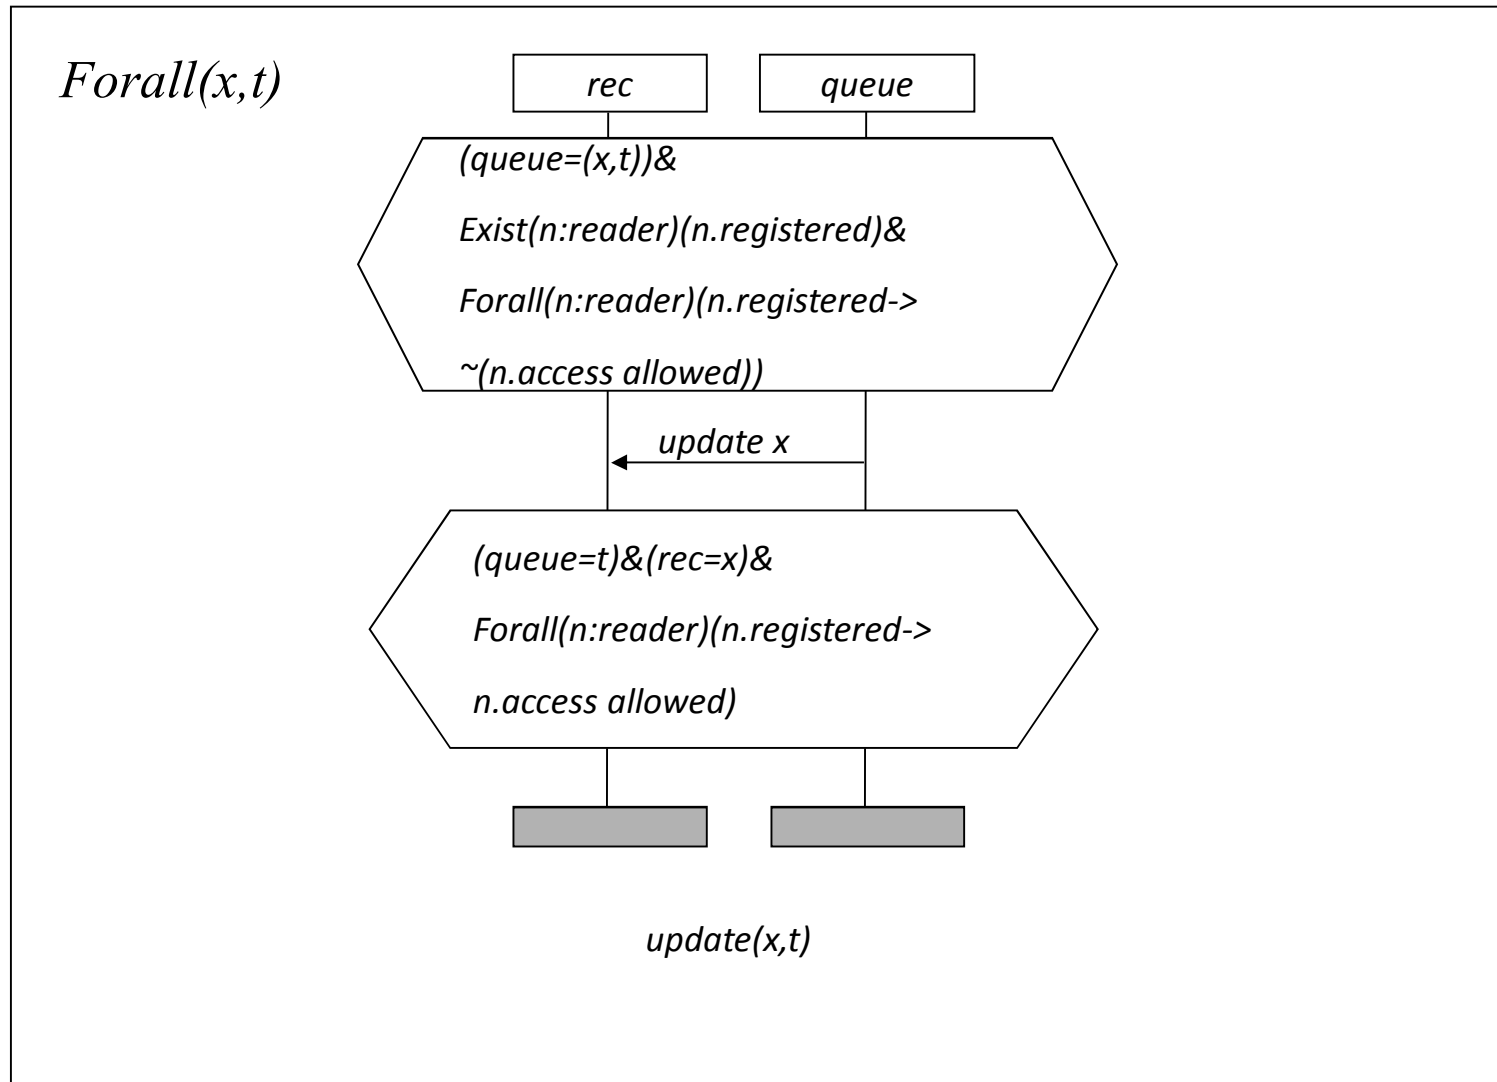 Forall(x,t)
rec
queue
(queue=(x,t))&
Exist(n:reader)(n.registered)&
Forall(n:reader)(n.registered->
~(n.access allowed))
update x
(queue=t)&(rec=x)&
Forall(n:reader)(n.registered->
n.access allowed)
update(x,t)